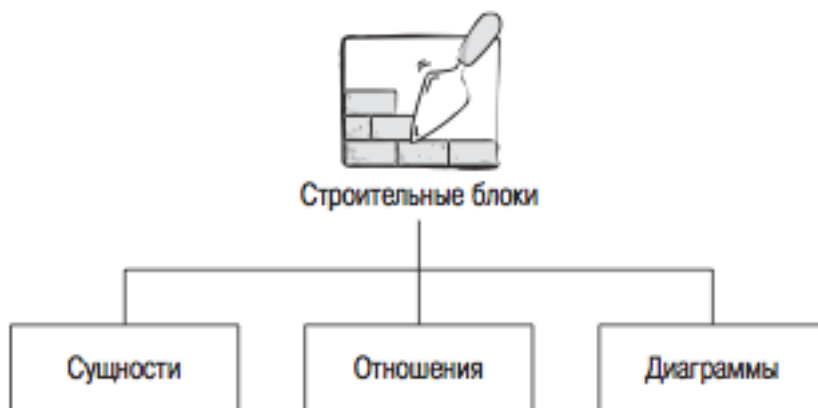 Строительные блоки
Сущности
Отношения
Диаграммы